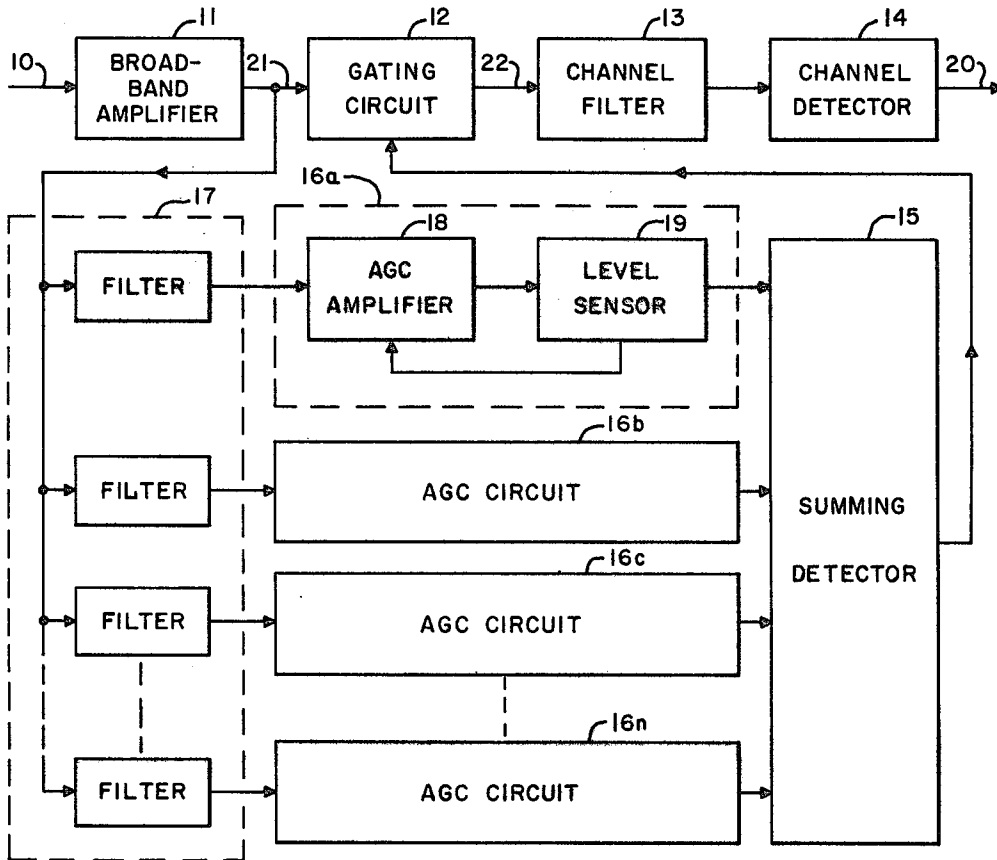 11
12
13
14
10
BROAD-
BAND
AMPLIFIER
21
GATING
CIRCUIT
22
CHANNEL
FILTER
CHANNEL
DETECTOR
20
16a
17
18
19
15
FILTER
AGC
AMPLIFIER
LEVEL
SENSOR
16b
FILTER
AGC CIRCUIT
SUMMING
DETECTOR
16c
FILTER
AGC CIRCUIT
16n
FILTER
AGC CIRCUIT